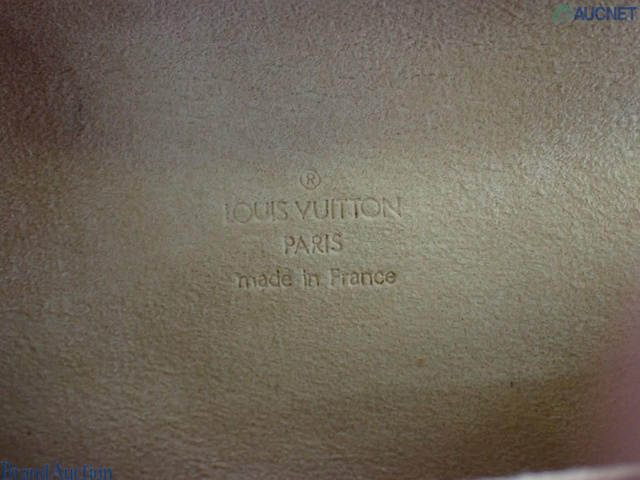 AUCNET
®
LOUIS VUITTON
PARIS
made in France
Brand Auction